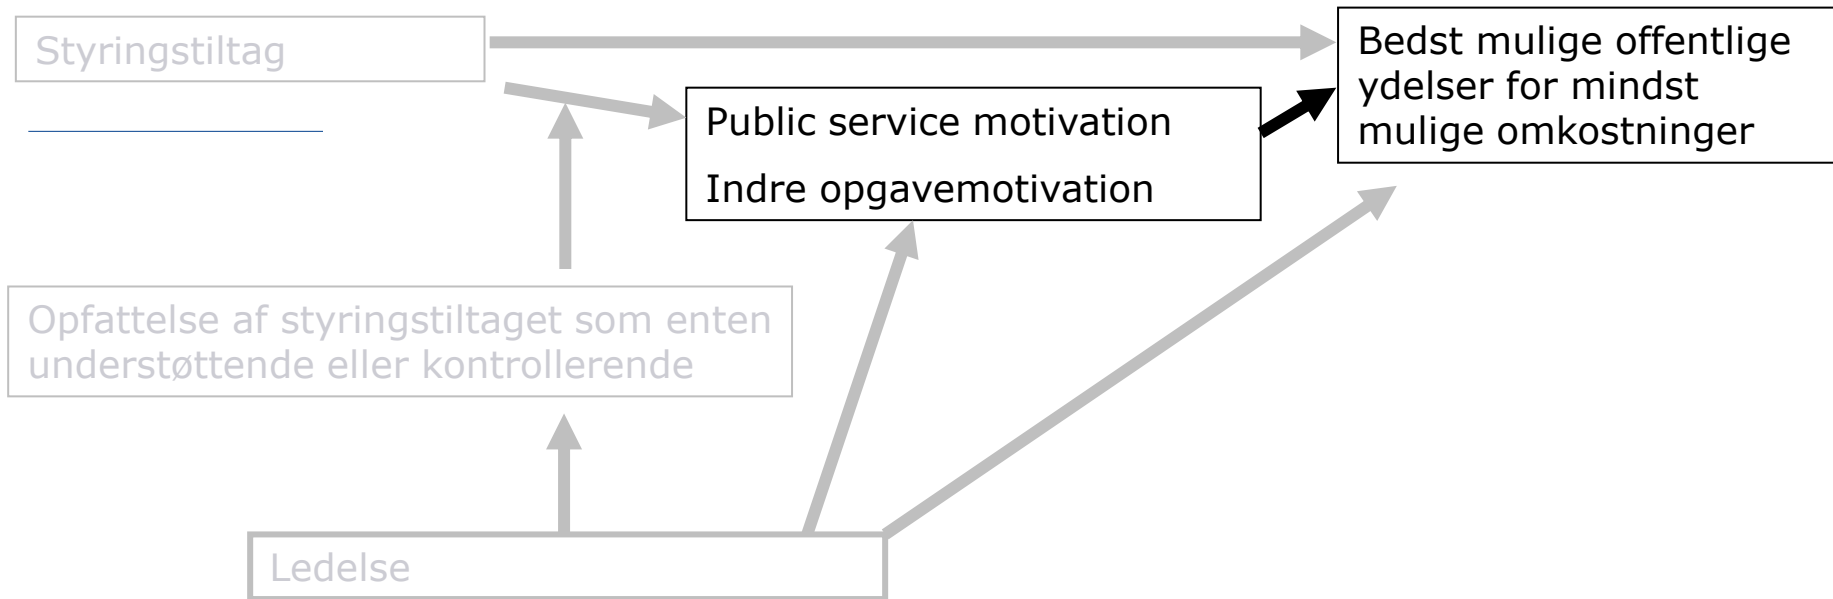 Styringstiltag
Bedst mulige offentlige
ydelser for mindst
mulige omkostninger
Public service motivation
Indre opgavemotivation
Opfattelse af styringstiltaget som enten
understøttende eller kontrollerende
Ledelse